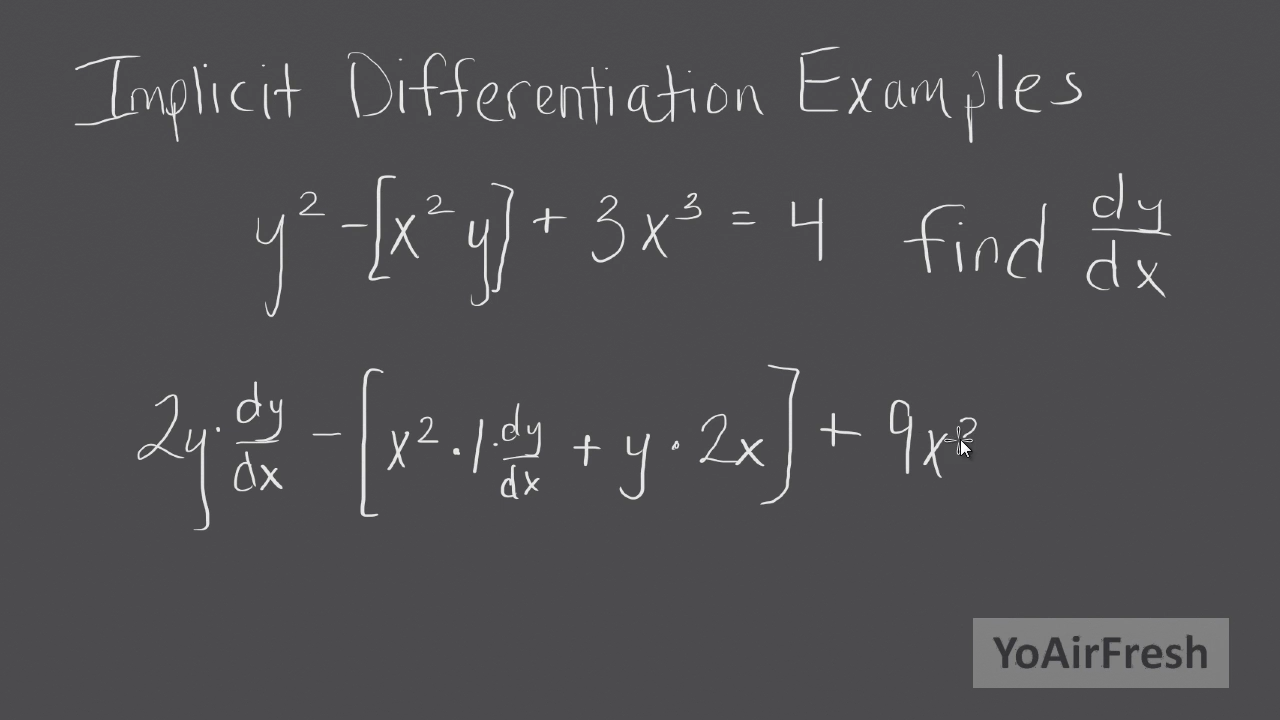 Implicit Differentiation Examples
y² - [x² y] + 3x³ = 4 find dy/dx
2y · dy/dx - [x² · 1 · dy/dx + y · 2x] + 9x²
YoAirFresh